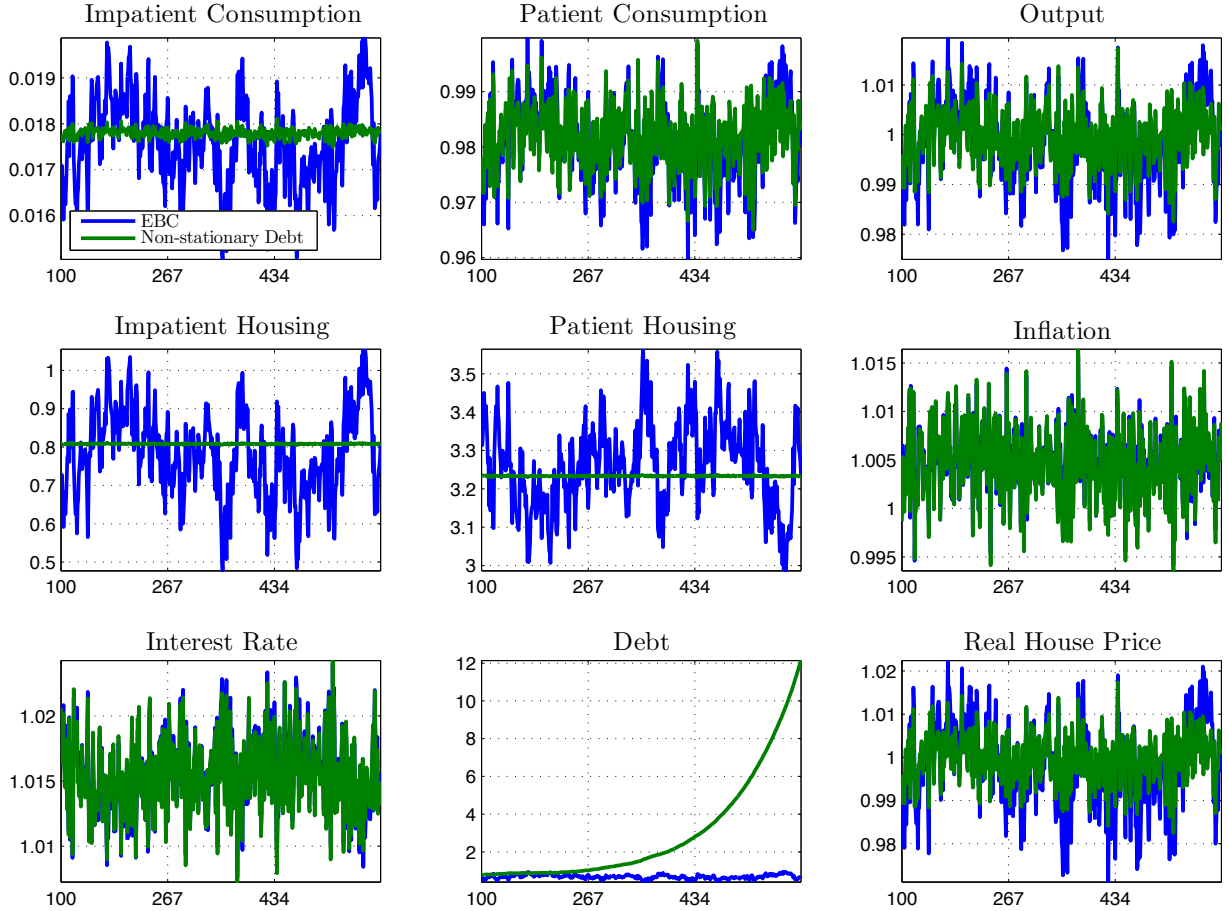 Impatient Consumption
0.019
0.018
0.017
0.016
EBC
Non-stationary Debt
100 267 434
Patient Consumption
0.99
0.98
0.97
0.96
100 267 434
Output
1.01
1
0.99
0.98
100 267 434
Impatient Housing
1
0.9
0.8
0.7
0.6
0.5
100 267 434
Patient Housing
3.5
3.4
3.3
3.2
3.1
3
100 267 434
Inflation
1.015
1.01
1.005
1
0.995
100 267 434
Interest Rate
1.02
1.015
1.01
100 267 434
Debt
12
10
8
6
4
2
100 267 434
Real House Price
1.02
1.01
1
0.99
0.98
100 267 434